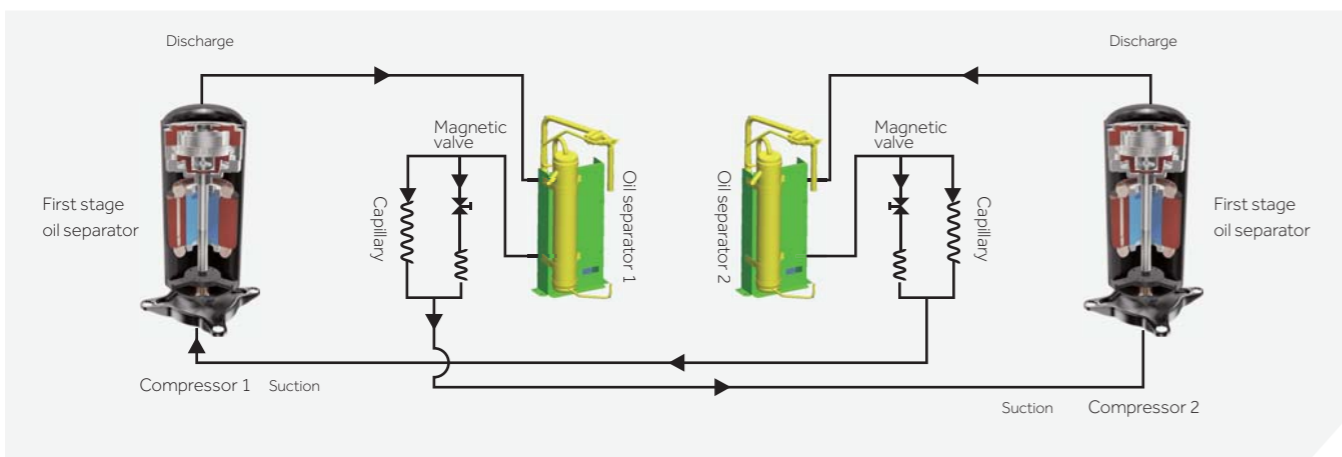 Discharge
Discharge
Magnetic
valve
Magnetic
valve
First stage
oil separator
Capillary
Oil separator 1
Oil separator 2
Capillary
First stage
oil separator
Compressor 1
Suction
Suction
Compressor 2